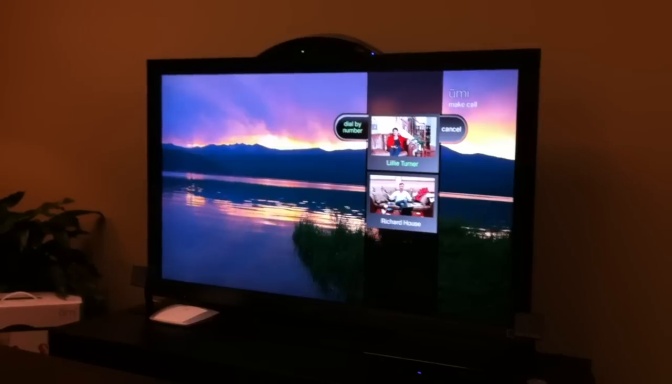 ūmi
make call
dial by
number
cancel
Lillie Turner
Richard House